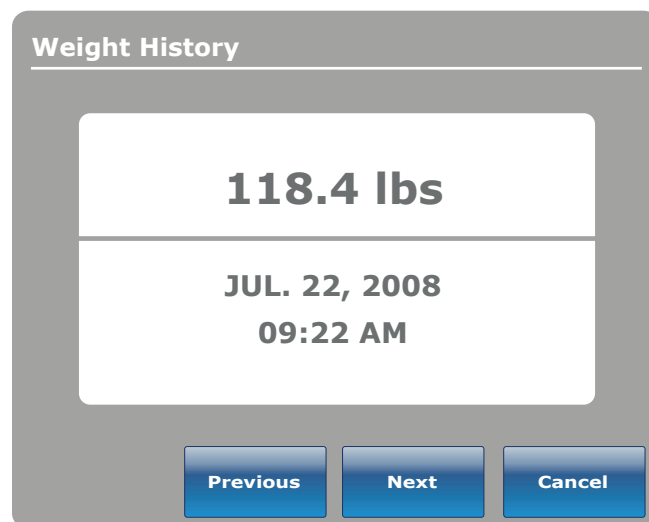 Weight History
118.4 lbs
JUL. 22, 2008
09:22 AM
Previous Next Cancel